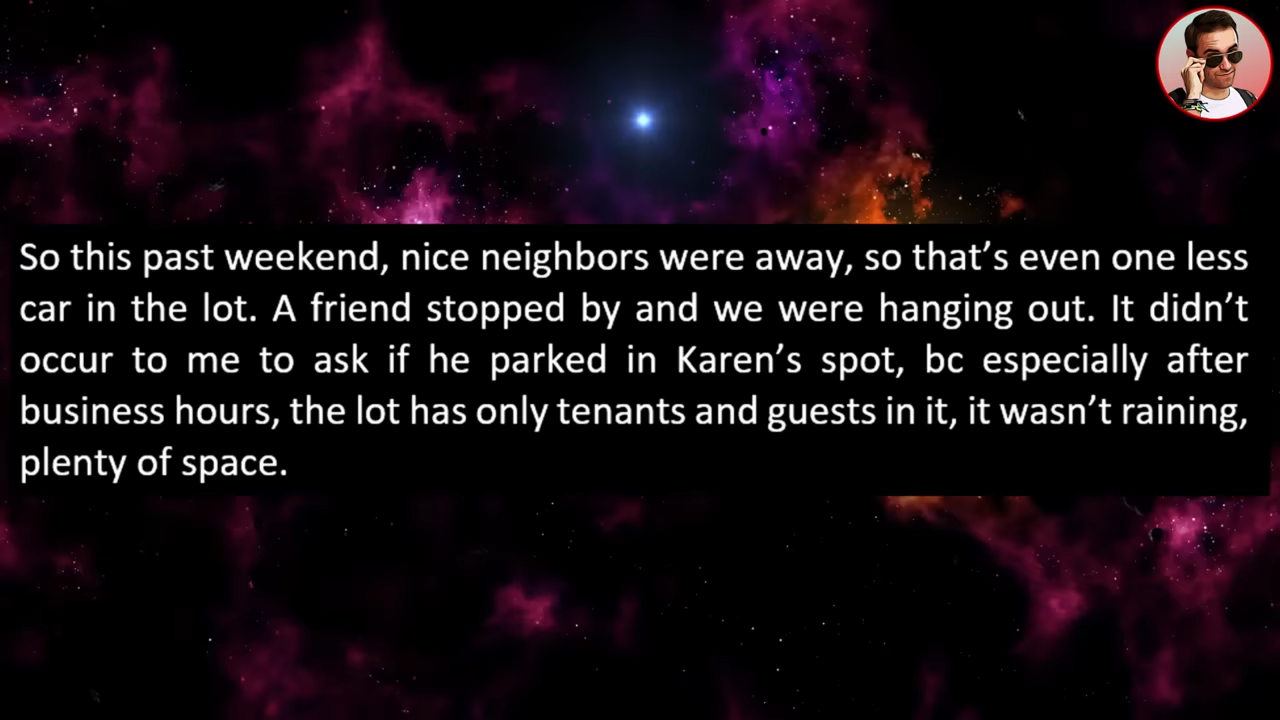 So this past weekend, nice neighbors were away, so that’s even one less
car in the lot. A friend stopped by and we were hanging out. It didn’t
occur to me to ask if he parked in Karen’s spot, bc especially after
business hours, the lot has only tenants and guests in it, it wasn’t raining,
plenty of space.